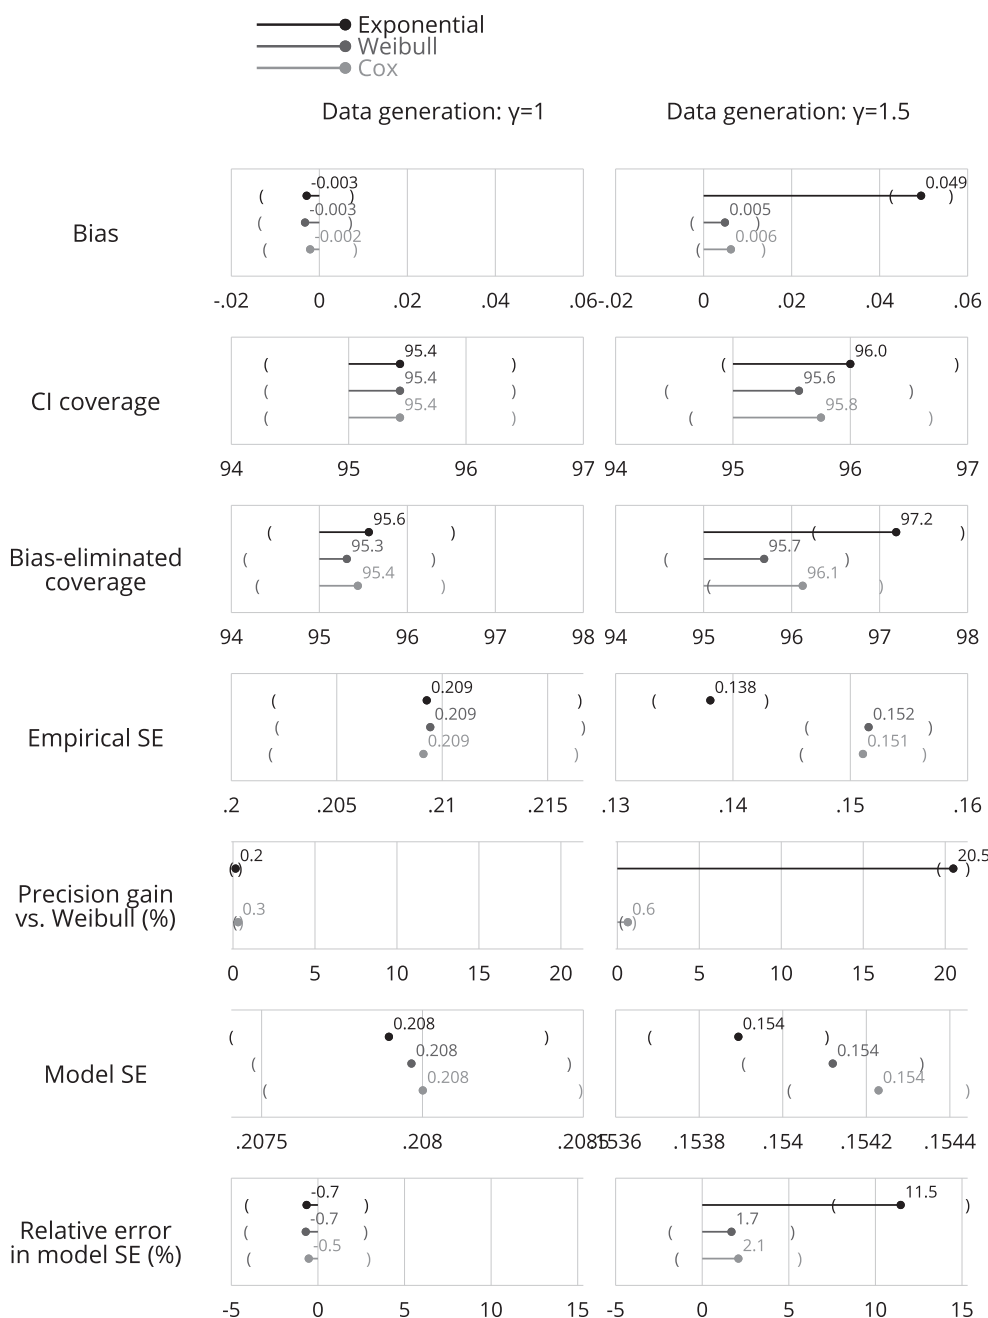 Exponential
Weibull
Cox
Data generation: γ=1 Data generation: γ=1.5
Bias
-0.003
-0.003
-0.002
0.049
0.005
0.006
-.02 0 .02 .04 .06 -.02 0 .02 .04 .06
CI coverage
95.4
95.4
95.4
96.0
95.6
95.8
94 95 96 97 94 95 96 97
Bias-eliminated
coverage
95.6
95.3
95.4
97.2
95.7
96.1
94 95 96 97 98 94 95 96 97 98
Empirical SE
0.209
0.209
0.209
0.138
0.152
0.151
.2 .205 .21 .215 .13 .14 .15 .16
Precision gain
vs. Weibull (%)
0.2
0.3
20.5
0.6
0 5 10 15 20 0 5 10 15 20
Model SE
0.208
0.208
0.208
0.154
0.154
0.154
.2075 .208 .2085 .1536 .1538 .154 .1542 .1544
Relative error
in model SE (%)
-0.7
-0.7
-0.5
11.5
1.7
2.1
-5 0 5 10 15 -5 0 5 10 15